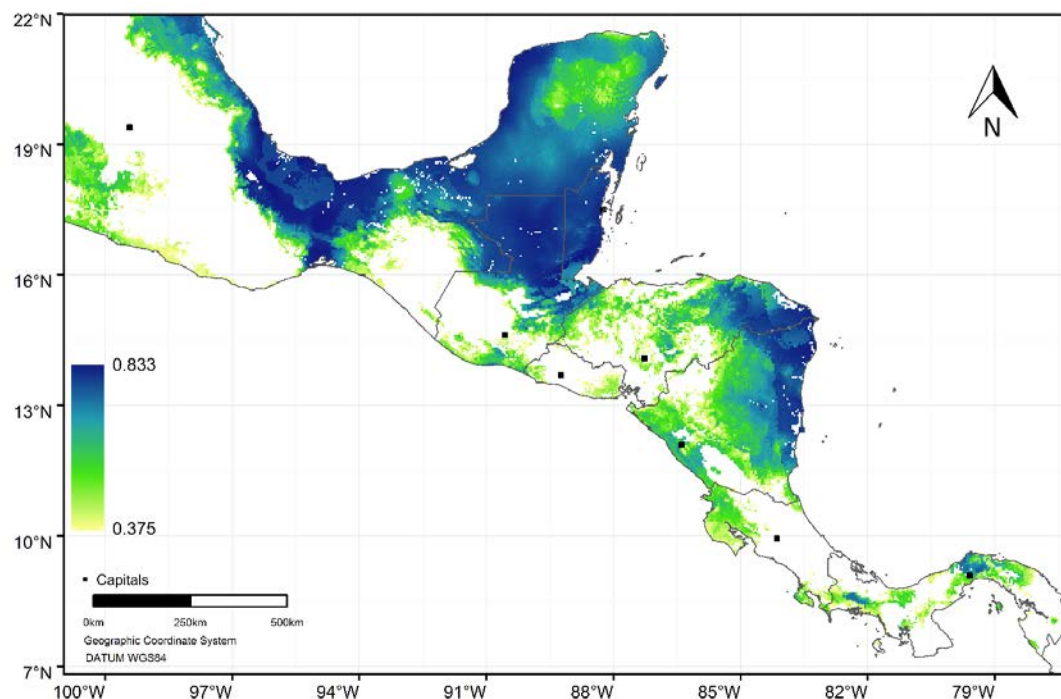 22°N
N
19°N
16°N
0.833
13°N
0.375
10°N
Capitals
0km 250km 500km
Geographic Coordinate System
DATUM WGS84
7°N
100°W 97°W 94°W 91°W 88°W 85°W 82°W 79°W